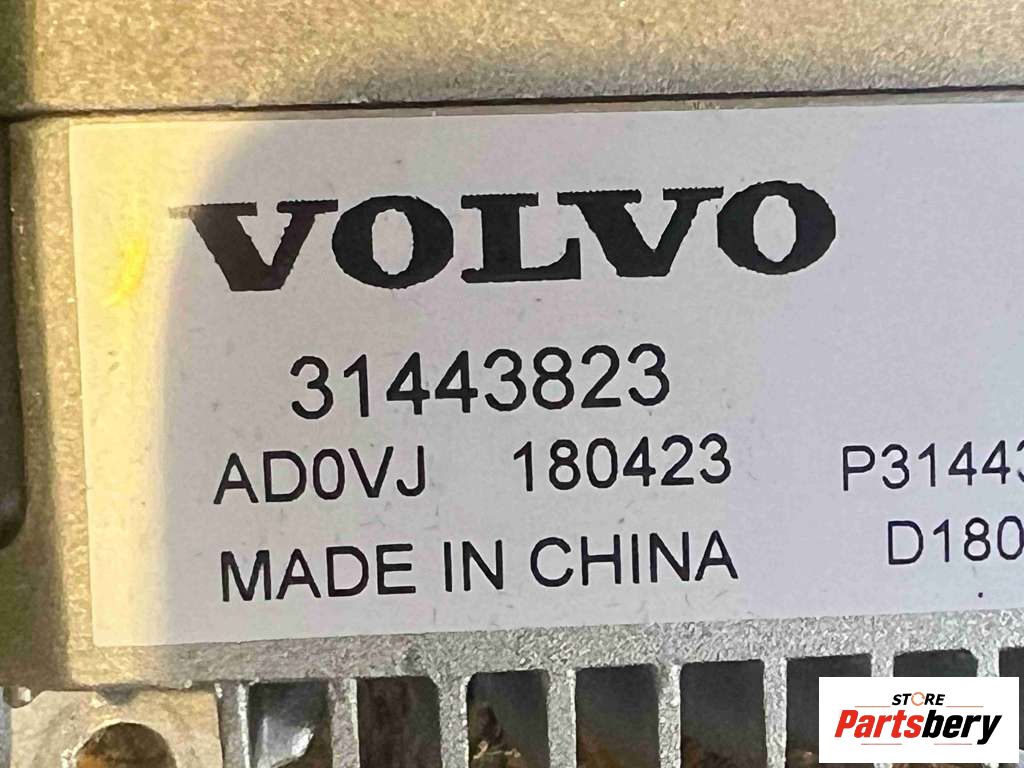 VOLVO
31443823
AD0VJ 180423 P3144
MADE IN CHINA D180
STORE
Partsbery